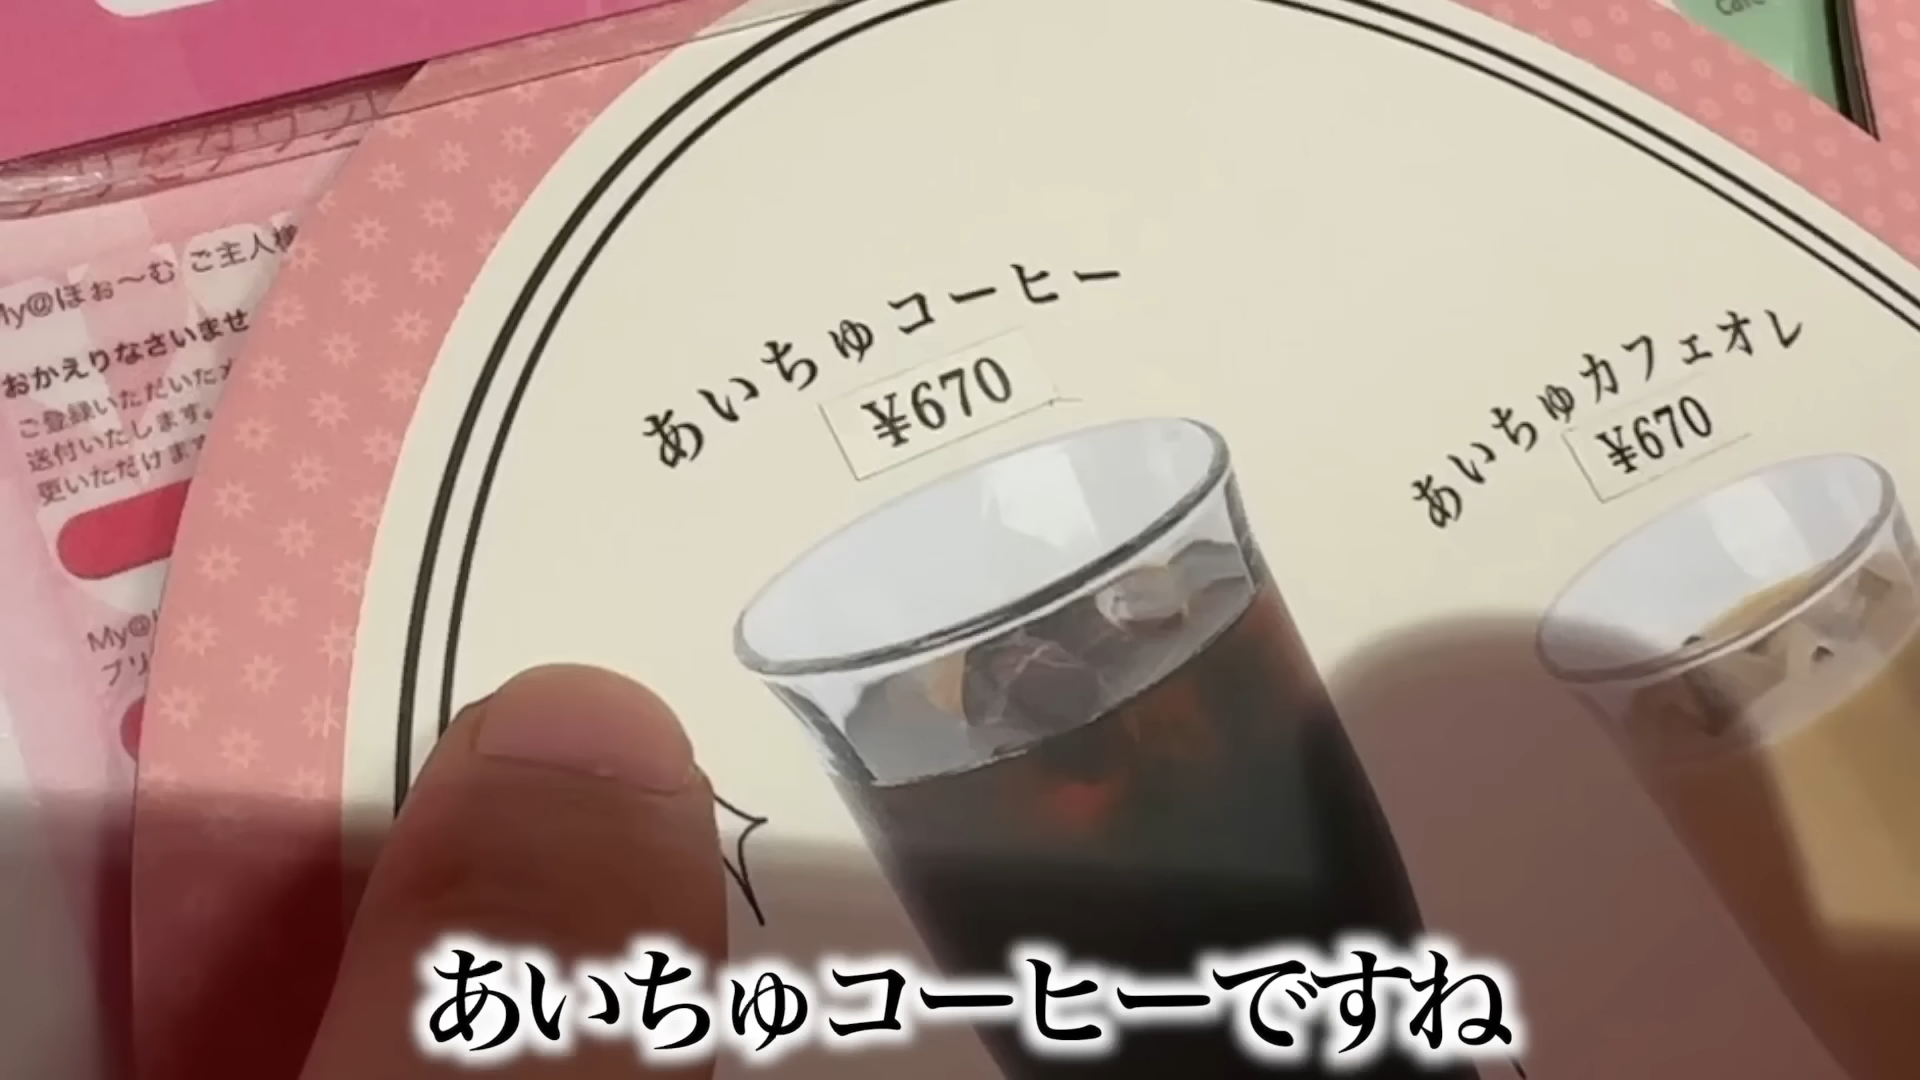 My@ほぉ〜む ご主人様
おかえりなさいませ
ご登録いただいたメ
送付いたします。
更いただけます
My@
プリ
あいちゅコーヒー
¥670
あいちゅカフェオレ
¥670
Cafe
あいちゅコーヒーですね